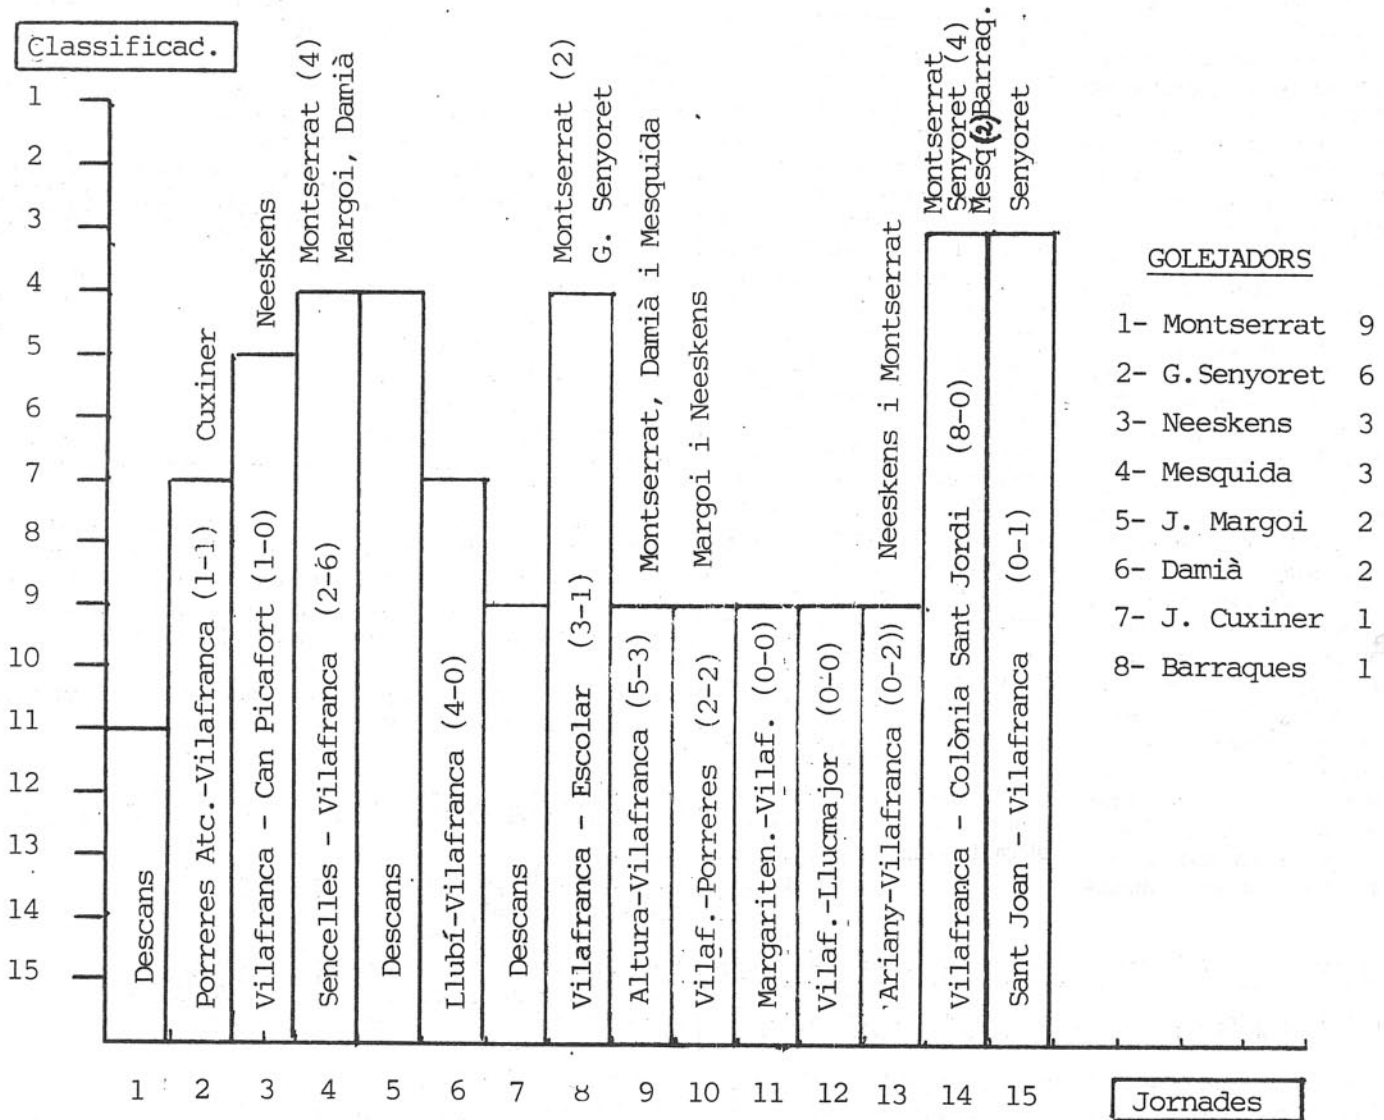 Classificad.
1
2
3
4
5
6
7
8
9
10
11
12
13
14
15
Descans
Porreres Atc.-Vilafranca (1-1)
Cuxiner
Vilafranca - Can Picafort (1-0)
Neeskens
Sencelles - Vilafranca (2-6)
Montserrat (4)
Margoi, Damià
Descans
Llubí-Vilafranca (4-0)
Descans
Vilafranca - Escolar (3-1)
Montserrat (2)
G. Senyoret
Altura-Vilafranca (5-3)
Montserrat, Damià i Mesquida
Vilaf.-Porreres (2-2)
Margoi i Neeskens
Margariten.-Vilaf. (0-0)
Vilaf.-Llucmajor (0-0)
'Ariany-Vilafranca (0-2))
Neeskens i Montserrat
Vilafranca - Colònia Sant Jordi (8-0)
Montserrat
Senyoret (4)
Mesq(2)Barraq.
Sant Joan - Vilafranca (0-1)
Senyoret
1 2 3 4 5 6 7 8 9 10 11 12 13 14 15
Jornades
GOLEJADORS
1- Montserrat 9
2- G.Senyoret 6
3- Neeskens 3
4- Mesquida 3
5- J. Margoi 2
6- Damià 2
7- J. Cuxiner 1
8- Barraques 1